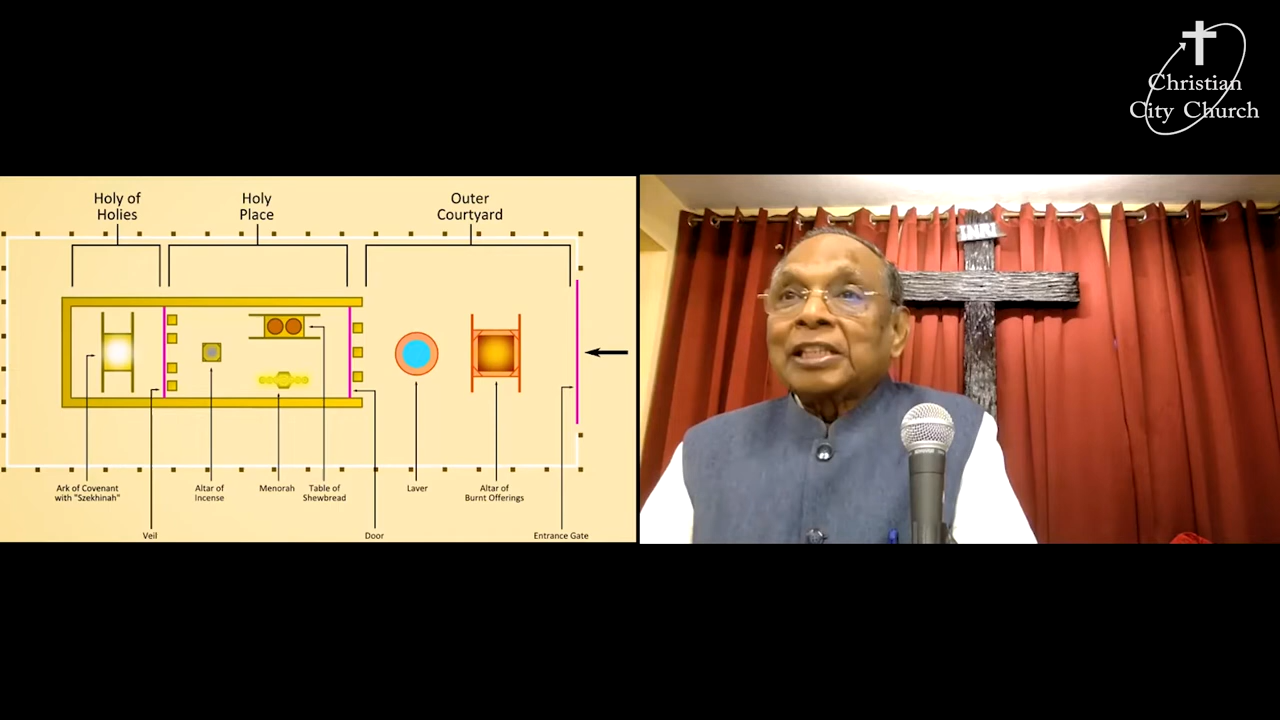 Christian
City Church
Holy of
Holies
Holy
Place
Outer
Courtyard
Ark of Covenant
with "Szekhinah"
Altar of
Incense
Menorah
Table of
Shewbread
Laver
Altar of
Burnt Offerings
Veil
Door
Entrance Gate
INRI